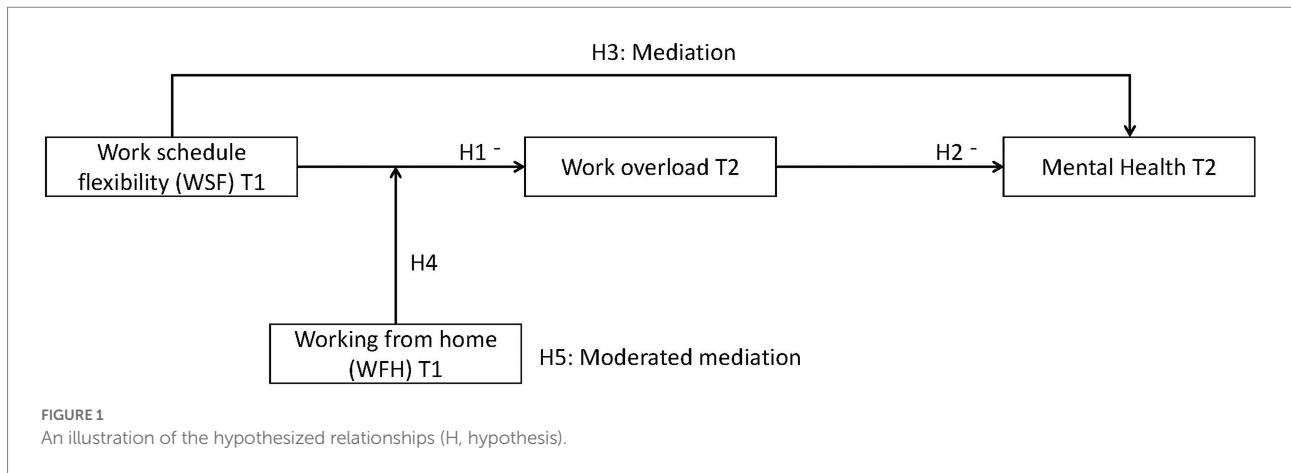 H3: Mediation
Work schedule
flexibility (WSF) T1
H1 -
Work overload T2
H2 -
Mental Health T2
H4
Working from home
(WFH) T1
H5: Moderated mediation
FIGURE 1
An illustration of the hypothesized relationships (H, hypothesis).